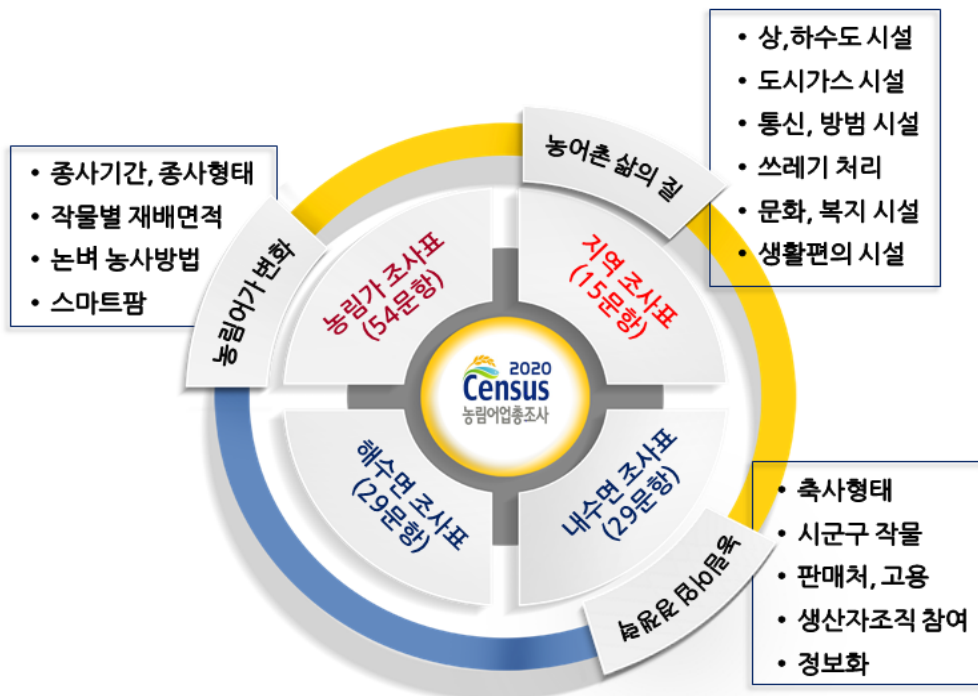 • 상,하수도 시설
• 도시가스 시설
• 통신, 방범 시설
• 쓰레기 처리
• 문화, 복지 시설
• 생활편의 시설
농어촌 삶의 질
• 종사기간, 종사형태
• 작물별 재배면적
• 논벼 농사방법
• 스마트팜
농림어가 변화
농림가 조사표
(54문항)
지역 조사표
(15문항)
2020
Census
농림어업총조사
해수면 조사표
(29문항)
내수면 조사표
(29문항)
농림어업 경쟁력
• 축사형태
• 시군구 작물
• 판매처, 고용
• 생산자조직 참여
• 정보화